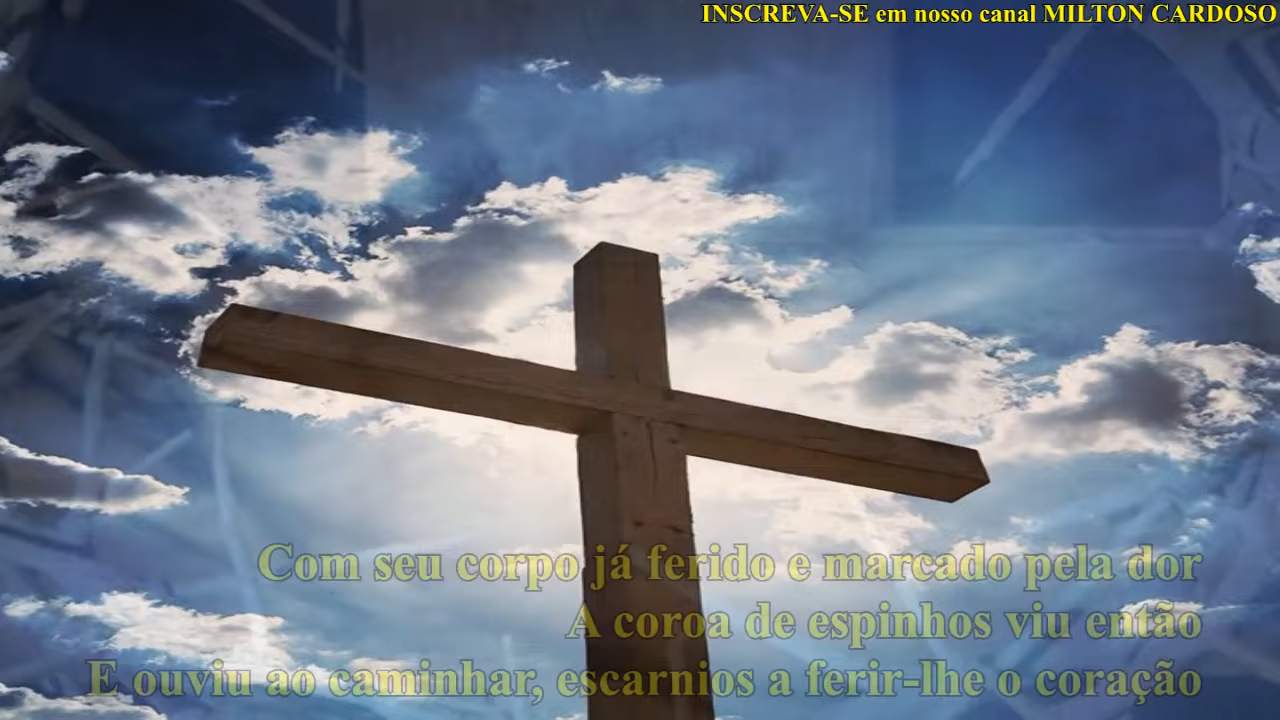 INSCREVA-SE em nosso canal MILTON CARDOSO
Com seu corpo já ferido e marcado pela dor
A coroa de espinhos viu então
E ouviu ao caminhar, escarnios a ferir-lhe o coração